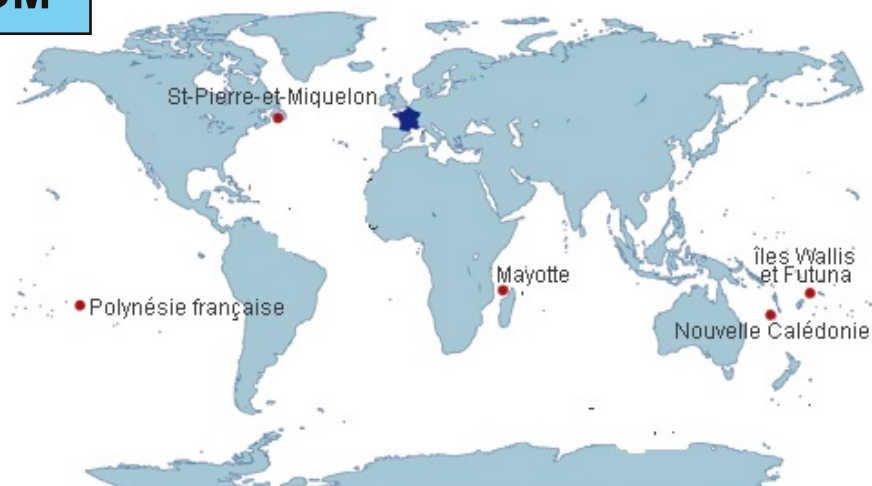 St-Pierre-et-Miquelon
îles Wallis
et Futuna
Mayotte
Polynésie française
Nouvelle Calédonie